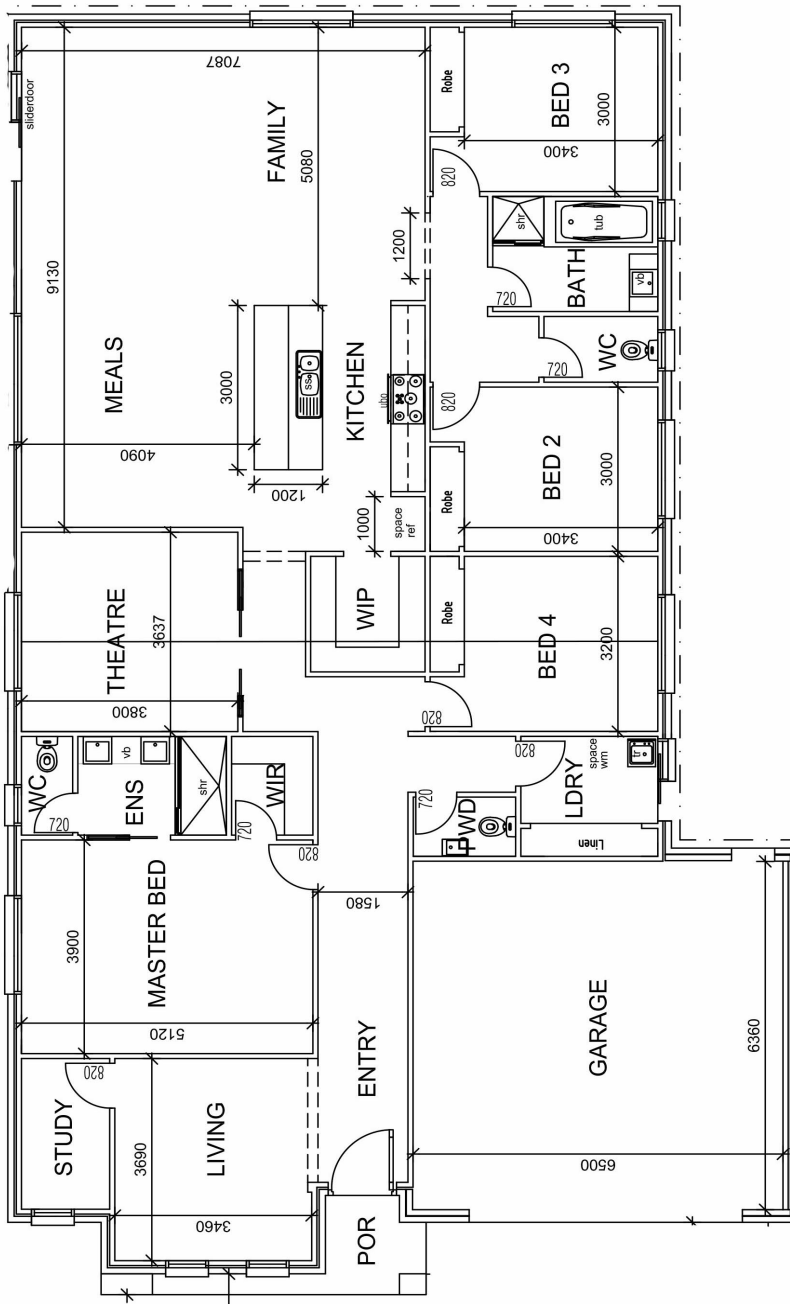 7087
sliderdoor
FAMILY
5080
9130
1200
MEALS
3000
4090
1200
KITCHEN
ss
ubo
1000
space
ref
Robe
BED 3
3000
3400
820
shr
tub
BATH
vb
720
WC
720
820
BED 2
3000
3400
Robe
THEATRE
3637
3800
WIP
Robe
BED 4
3200
820
WC
720
ENS
vb
shr
WIR
720
820
LDRY
space
wm
tr
820
720
PWD
Linen
MASTER BED
3900
5120
1580
ENTRY
STUDY
820
LIVING
3690
3460
POR
GARAGE
6360
6500